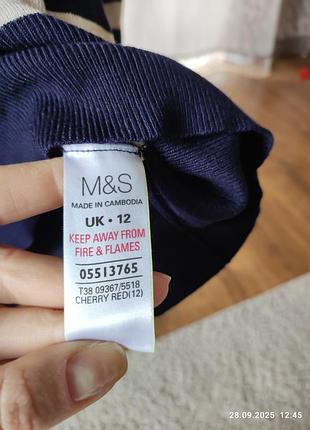 M&S
MADE IN CAMBODIA
UK • 12
KEEP AWAY FROM
FIRE & FLAMES
05513765
T38 09367/5518
CHERRY RED(12)
28.09.2025 12:45